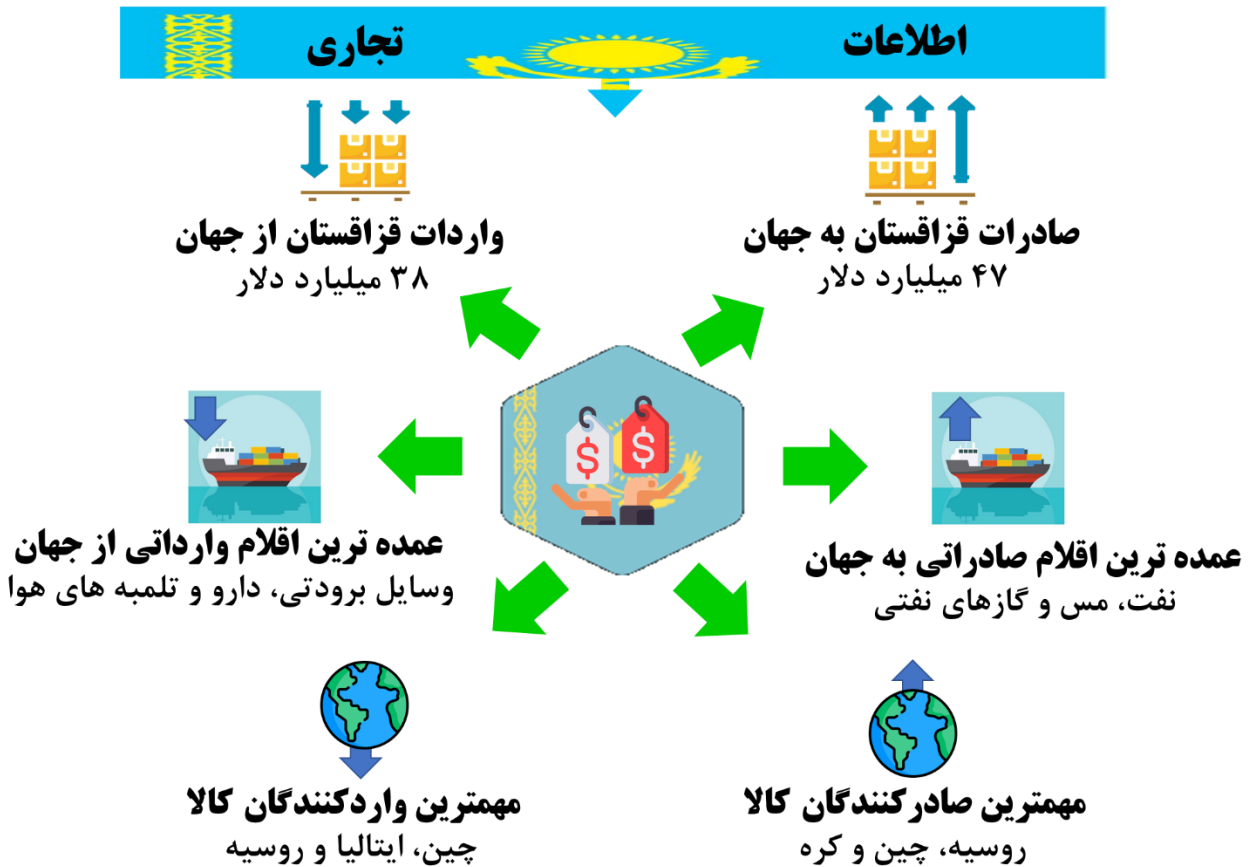 اطلاعات تجاری
صادرات قزاقستان به جهان
۴۷ میلیارد دلار
واردات قزاقستان از جهان
۳۸ میلیارد دلار
عمده ترین اقلام صادراتی به جهان
نفت، مس و گازهای نفتی
عمده ترین اقلام وارداتی از جهان
وسایل برودتی، دارو و تلمبه های هوا
مهمترین صادرکنندگان کالا
روسیه، چین و کره
مهمترین واردکنندگان کالا
چین، ایتالیا و روسیه